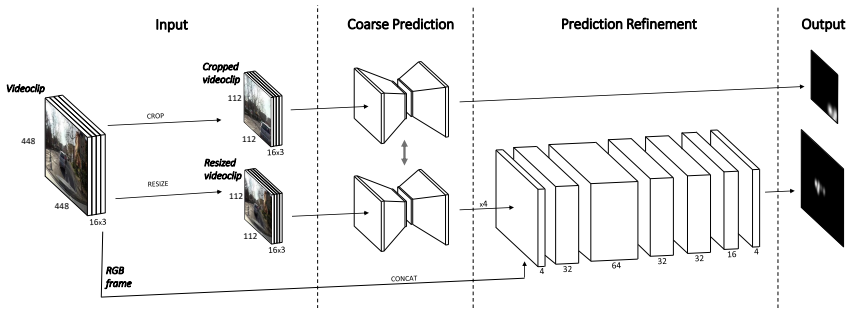 Input
Coarse Prediction
Prediction Refinement
Output
Videoclip
448
448
16x3
CROP
RESIZE
Cropped
videoclip
112
112
16x3
Resized
videoclip
112
112
16x3
x4
4
32
64
32
32
16
4
RGB
frame
CONCAT